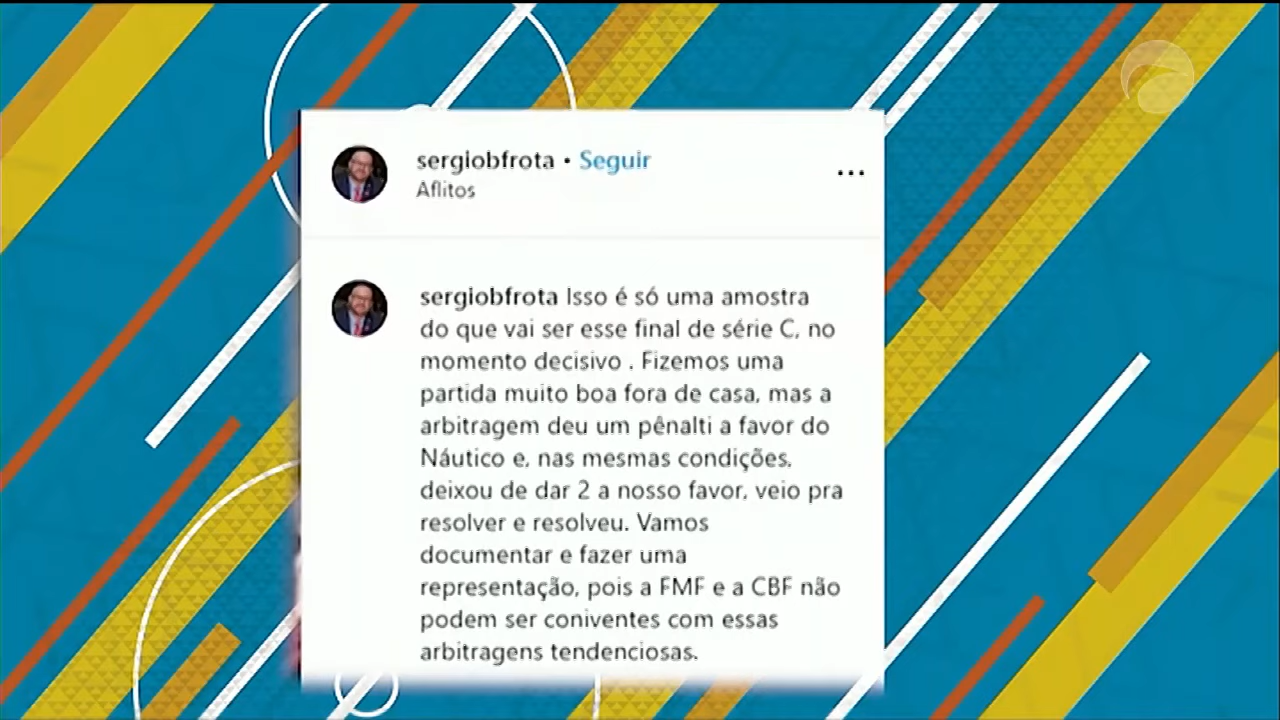 sergiobfrota • Seguir
Aflitos
...
sergiobfrota Isso é só uma amostra
do que vai ser esse final de série C, no
momento decisivo . Fizemos uma
partida muito boa fora de casa, mas a
arbitragem deu um pênalti a favor do
Náutico e, nas mesmas condições,
deixou de dar 2 a nosso favor, veio pra
resolver e resolveu. Vamos
documentar e fazer uma
representação, pois a FMF e a CBF não
podem ser coniventes com essas
arbitragens tendenciosas.